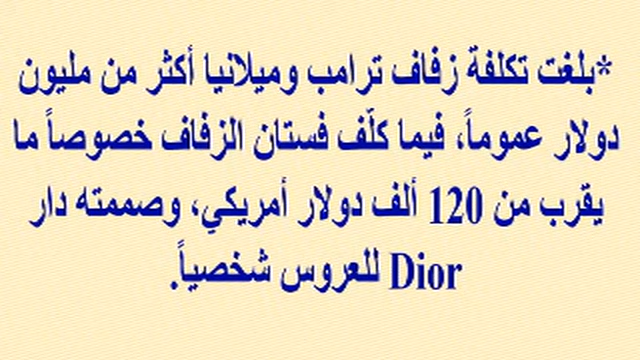 *بلغت تكلفة زفاف ترامب وميلانيا أكثر من مليون
دولار عموماً، فيما كلّف فستان الزفاف خصوصاً ما
يقرب من 120 ألف دولار أمريكي، وصممته دار
Dior للعروس شخصياً.